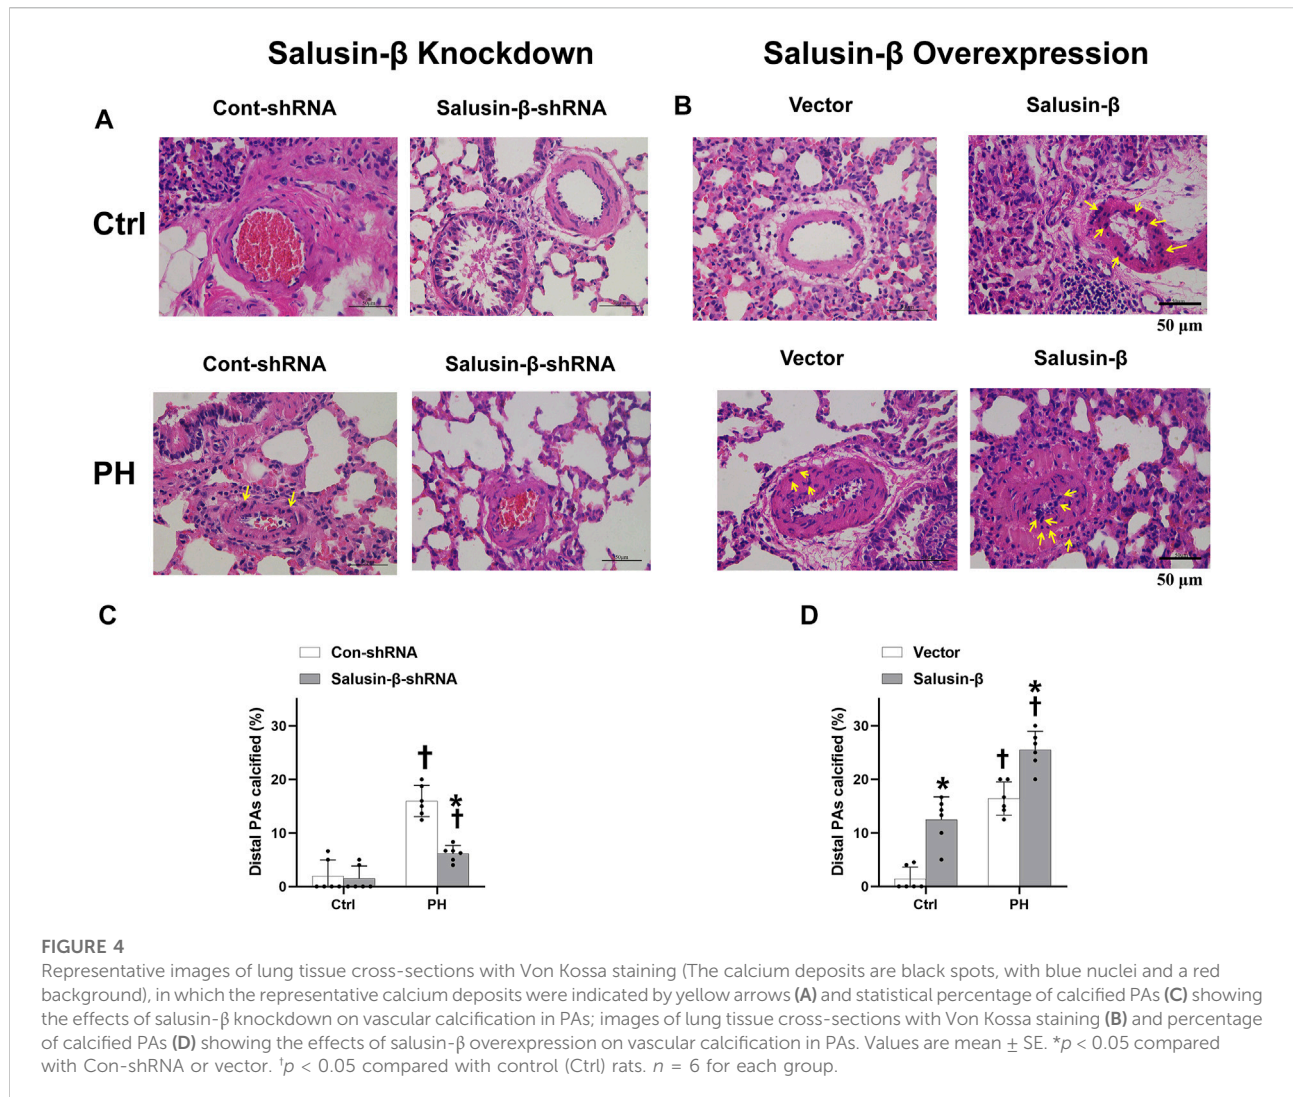 Salusin-β Knockdown
Salusin-β Overexpression
A
Cont-shRNA
Salusin-β-shRNA
B
Vector
Salusin-β
Ctrl
50 μm
Cont-shRNA
Salusin-β-shRNA
Vector
Salusin-β
PH
50μm
50 μm
C
Con-shRNA
Salusin-β-shRNA
Distal PAs calcified (%)
30
20
10
0
†
*
†
Ctrl
PH
D
Vector
Salusin-β
Distal PAs calcified (%)
30
20
10
0
*
†
*
†
Ctrl
PH
FIGURE 4
Representative images of lung tissue cross-sections with Von Kossa staining (The calcium deposits are black spots, with blue nuclei and a red
background), in which the representative calcium deposits were indicated by yellow arrows (A) and statistical percentage of calcified PAs (C) showing
the effects of salusin-β knockdown on vascular calcification in PAs; images of lung tissue cross-sections with Von Kossa staining (B) and percentage
of calcified PAs (D) showing the effects of salusin-β overexpression on vascular calcification in PAs. Values are mean ± SE. *p < 0.05 compared
with Con-shRNA or vector. †p < 0.05 compared with control (Ctrl) rats. n = 6 for each group.